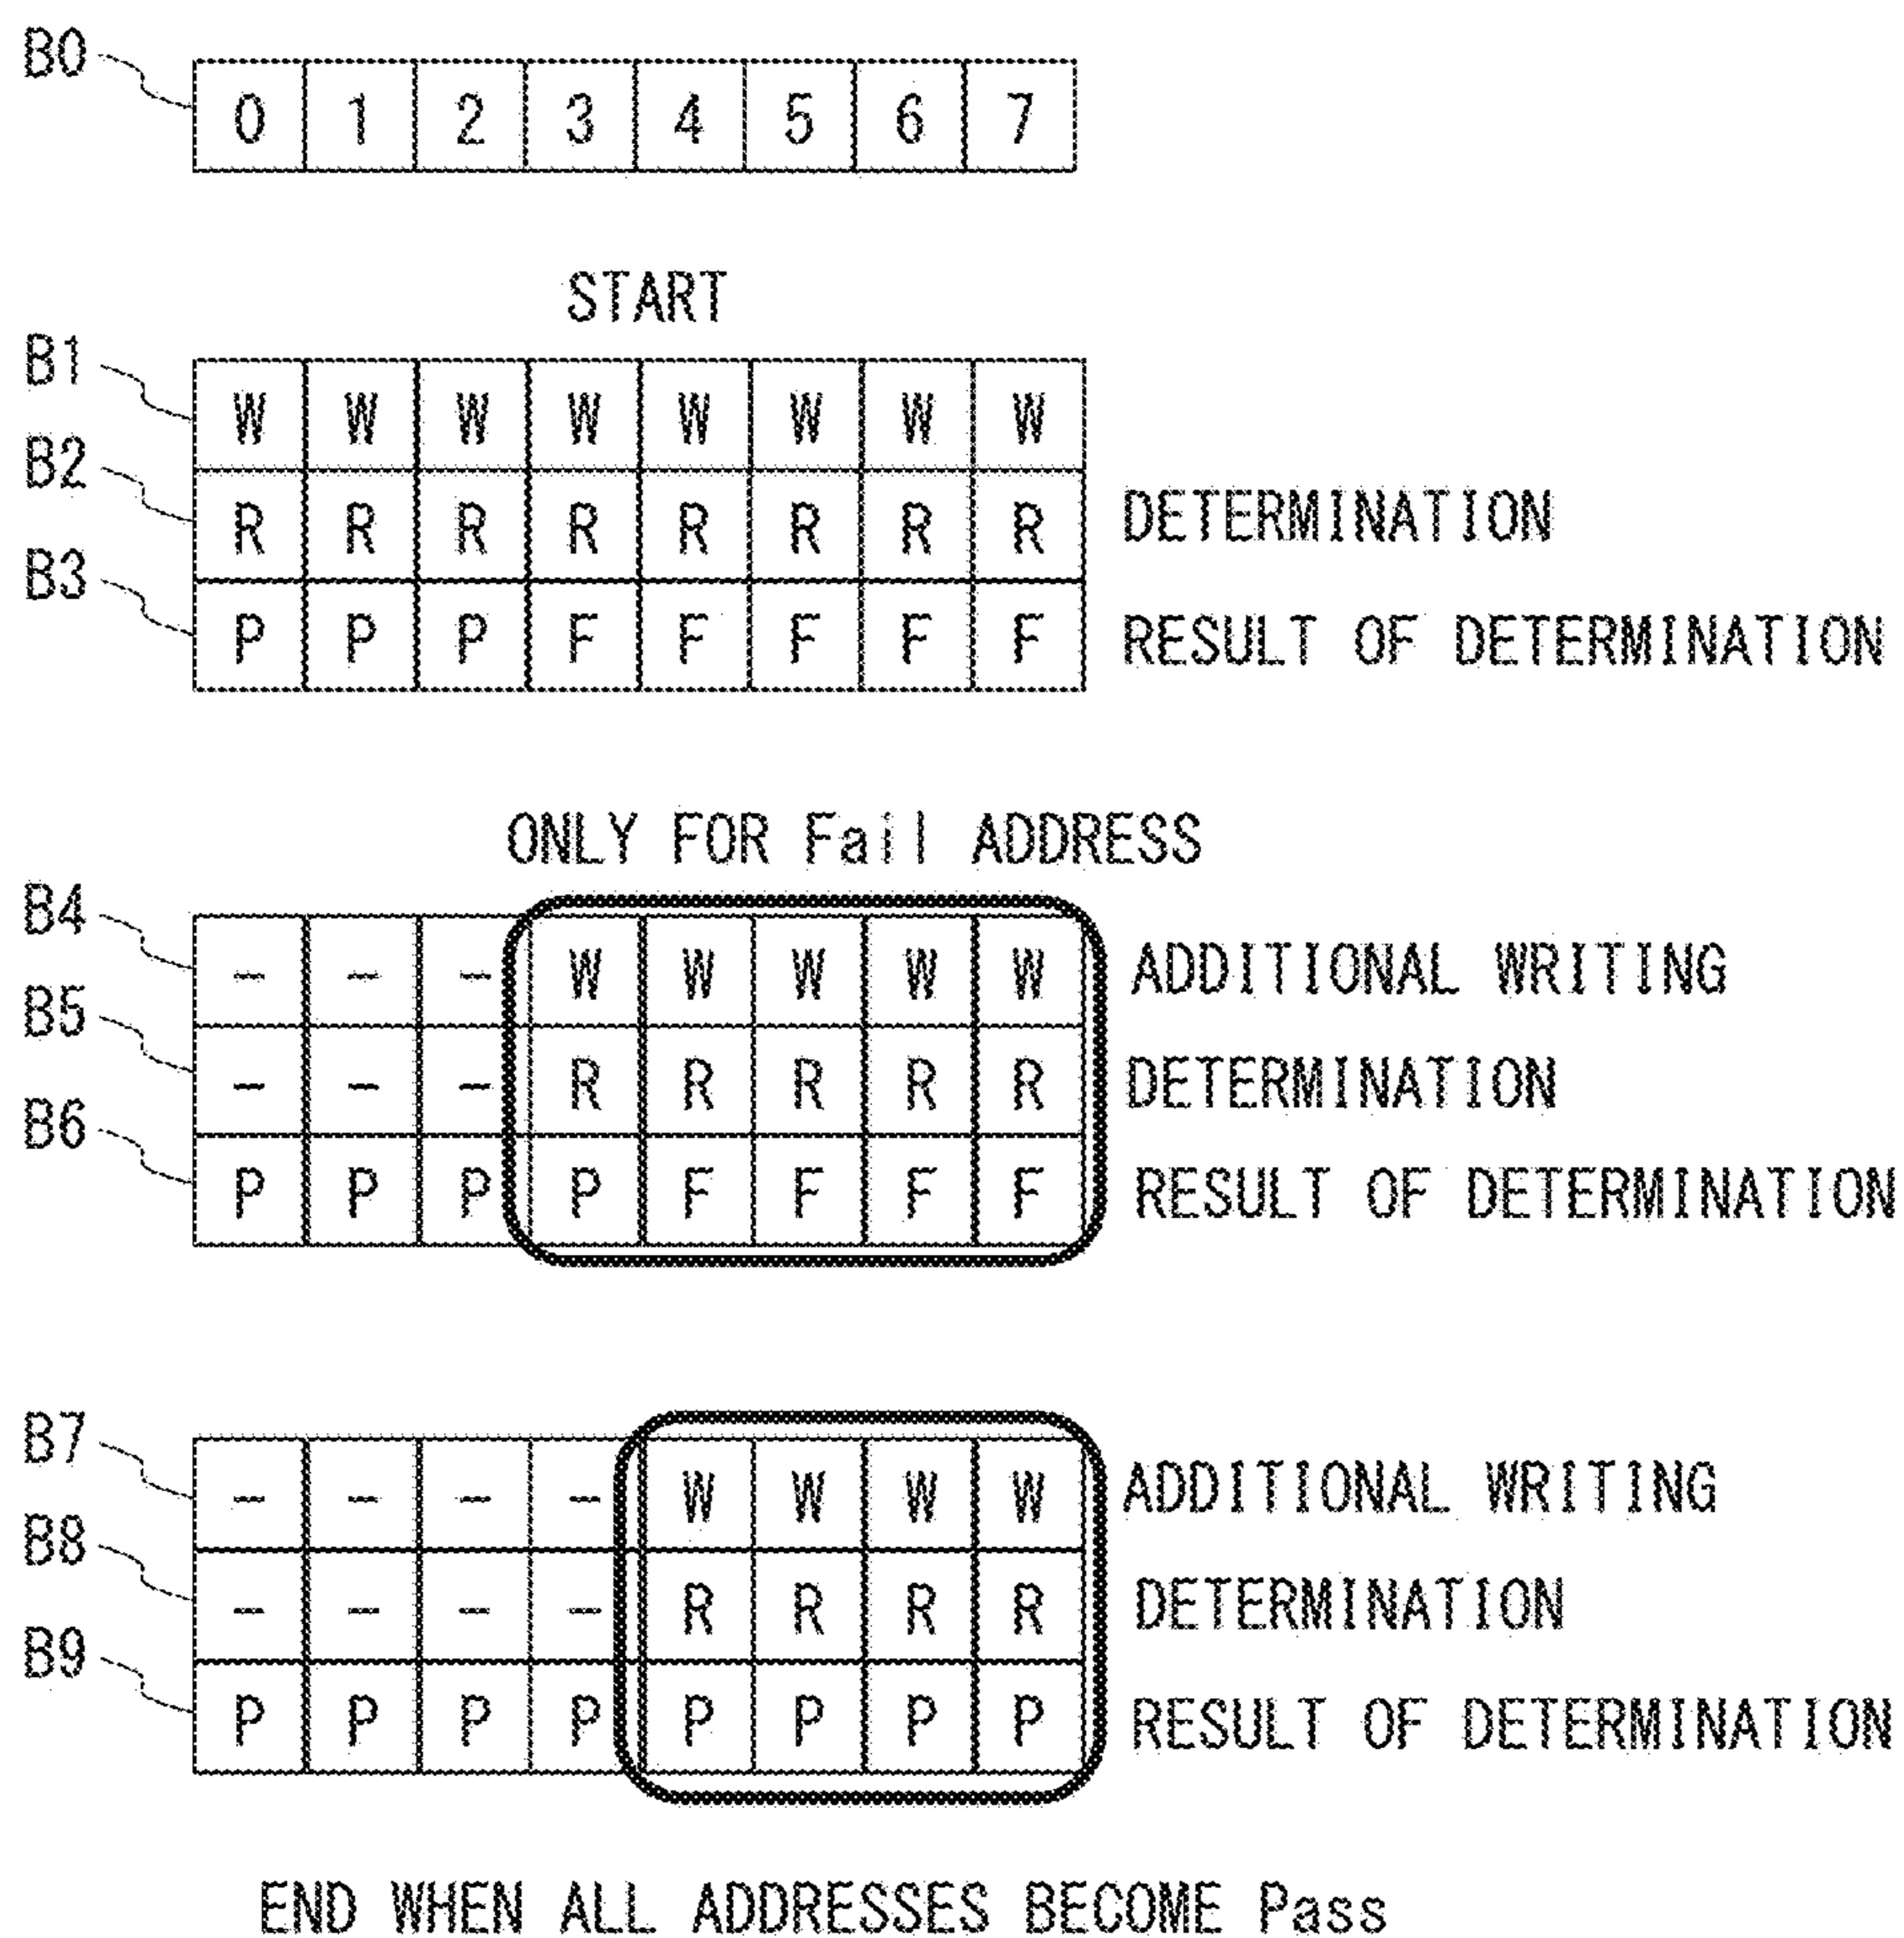 B0 0 1 2 3 4 5 6 7
START
B1 W W W W W W W W
B2 R R R R R R R R DETERMINATION
B3 P P P F F F F F RESULT OF DETERMINATION
ONLY FOR Fail ADDRESS
B4 - - - W W W W W ADDITIONAL WRITING
B5 - - - R R R R R DETERMINATION
B6 P P P P F F F F RESULT OF DETERMINATION
B7 - - - - W W W W ADDITIONAL WRITING
B8 - - - - R R R R DETERMINATION
B9 P P P P P P P P RESULT OF DETERMINATION
END WHEN ALL ADDRESSES BECOME Pass